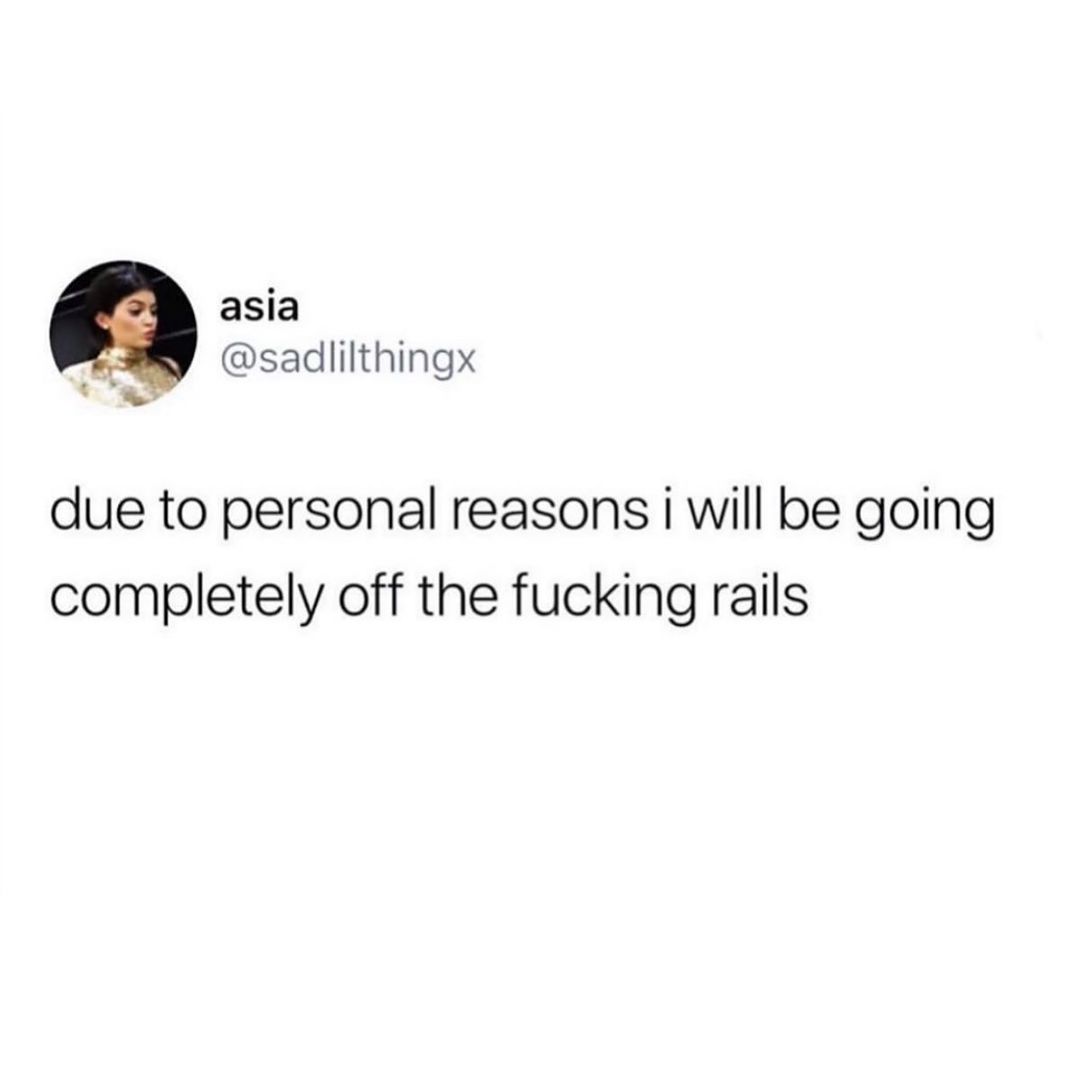 asia
@sadlilthingx
due to personal reasons i will be going
completely off the fucking rails